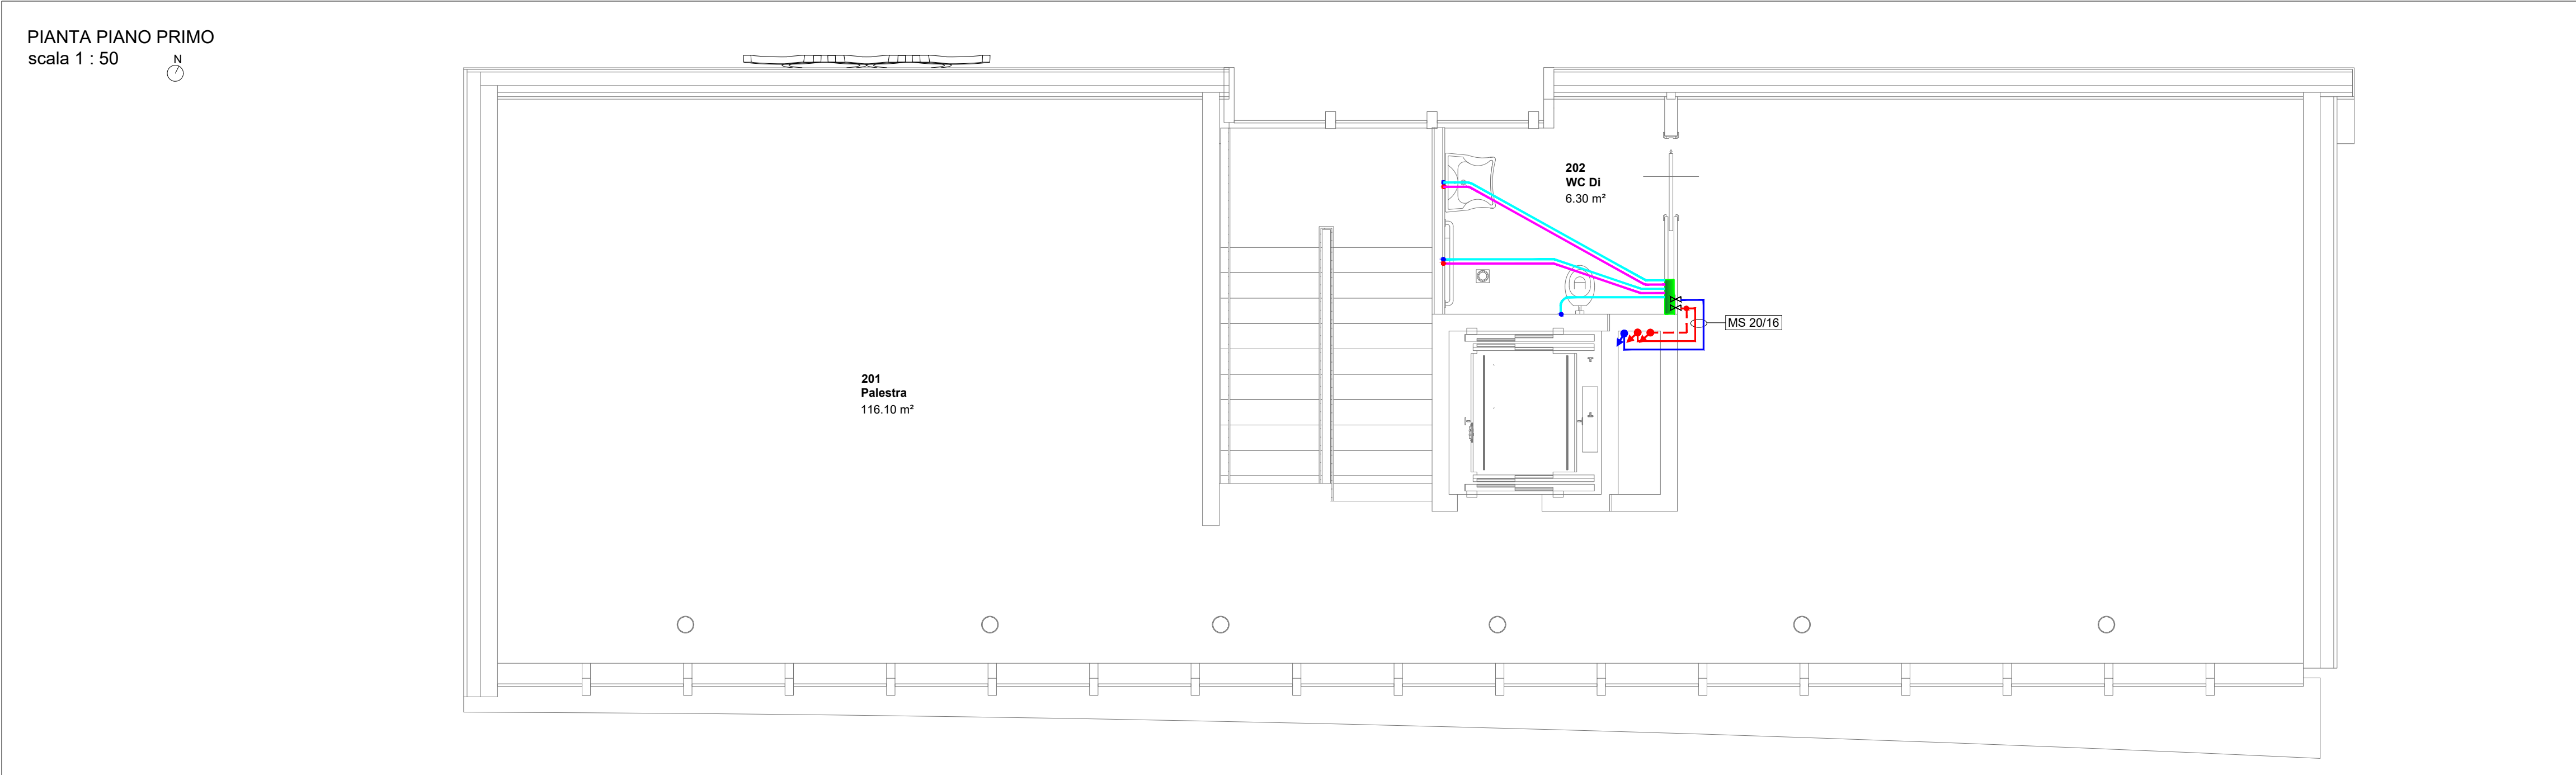 PIANTA PIANO PRIMO
scala 1 : 50
N
202
WC Di
6.30 m²
MS 20/16
201
Palestra
116.10 m²